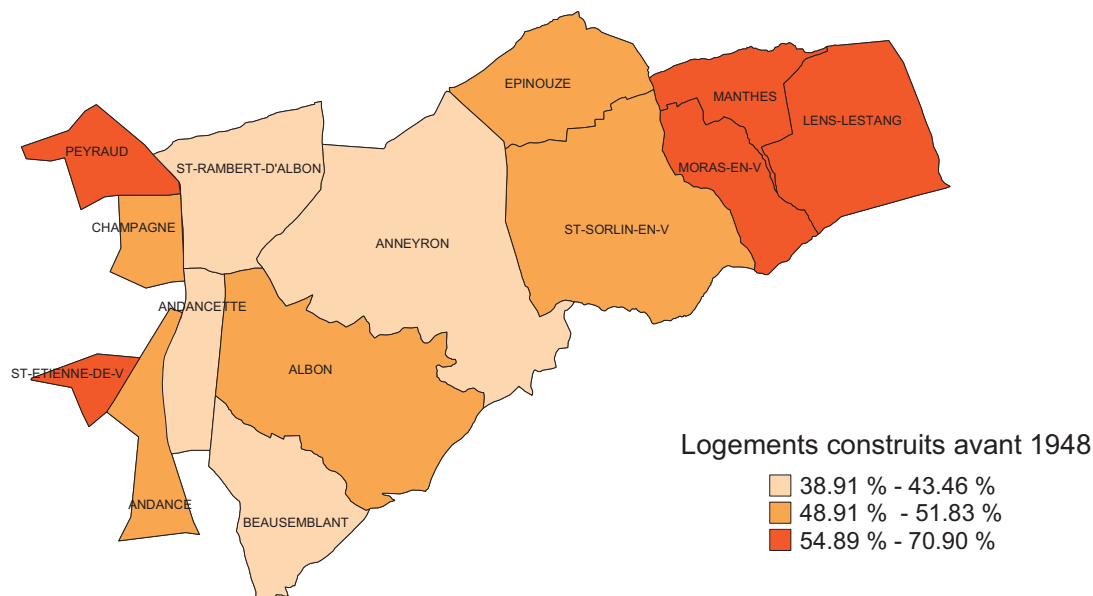 EPINOUZE
MANTHES
LENS-LESTANG
PEYRAUD
ST-RAMBERT-D'ALBON
MORAS-EN-V
CHAMPAGNE
ANNEYRON
ST-SORLIN-EN-V
ANDANCETTE
ST-ETIENNE-DE-V
ALBON
ANDANCE
BEAUSEMBLANT
Logements construits avant 1948
38.91 % - 43.46 %
48.91 % - 51.83 %
54.89 % - 70.90 %